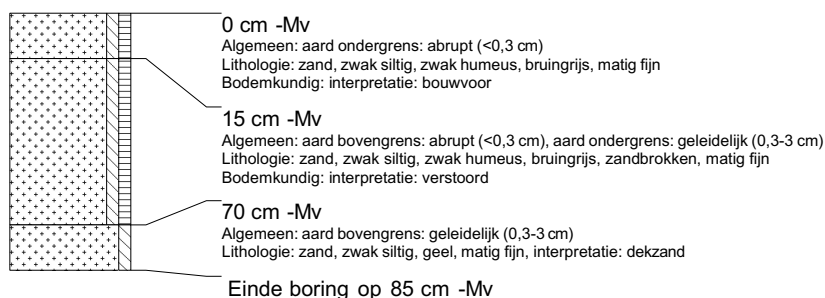 0 cm -Mv
Algemeen: aard ondergrens: abrupt (<0,3 cm)
Lithologie: zand, zwak siltig, zwak humeus, bruingrijs, matig fijn
Bodemkundig: interpretatie: bouwvoor
15 cm -Mv
Algemeen: aard bovengrens: abrupt (<0,3 cm), aard ondergrens: geleidelijk (0,3-3 cm)
Lithologie: zand, zwak siltig, zwak humeus, bruingrijs, zandbrokken, matig fijn
Bodemkundig: interpretatie: verstoord
70 cm -Mv
Algemeen: aard bovengrens: geleidelijk (0,3-3 cm)
Lithologie: zand, zwak siltig, geel, matig fijn, interpretatie: dekzand
Einde boring op 85 cm -Mv